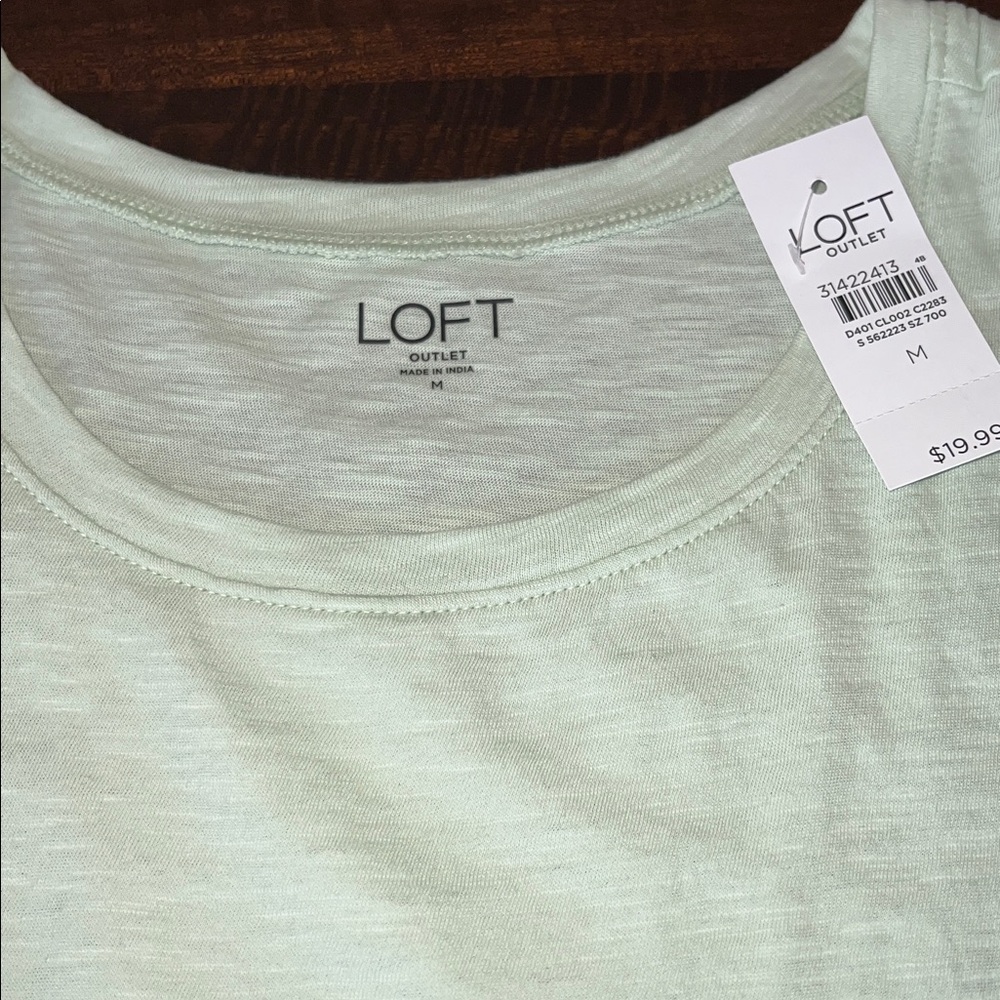 LOFT
OUTLET
MADE IN INDIA
M
LOFT
OUTLET
31422413
4B
D401 CL002 C2283
S 562223 SZ 700
M
$19.99